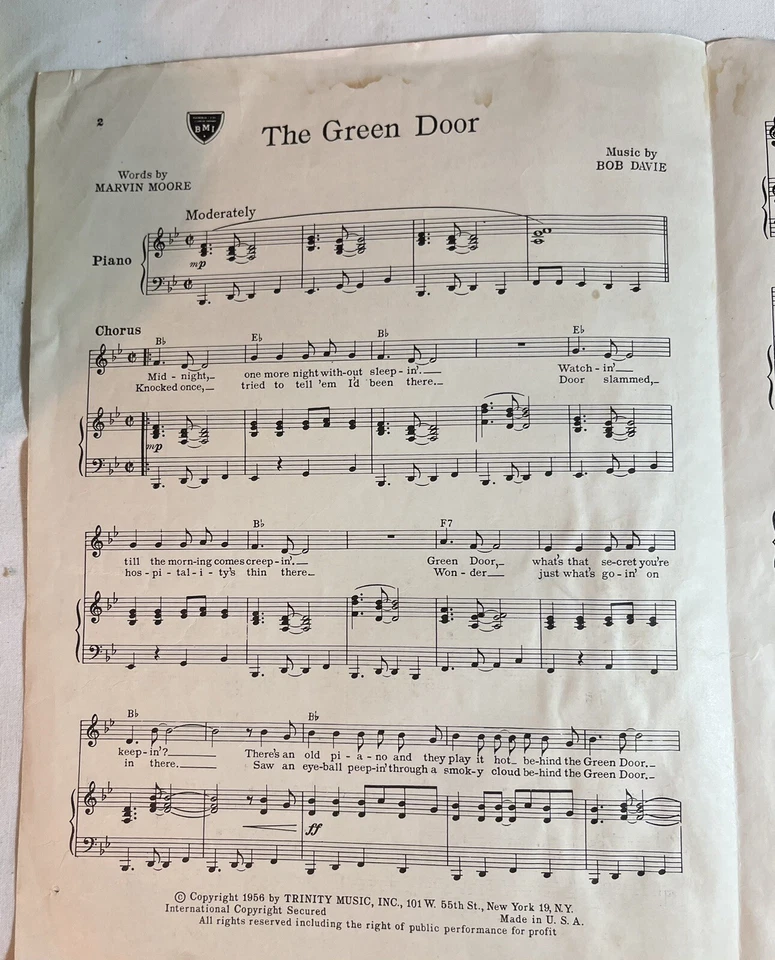 2
BMI
The Green Door
Words by
MARVIN MOORE
Music by
BOB DAVIE
Moderately
Piano
mp
Chorus
B♭ E♭ B♭ E♭
Mid - night,_ one more night with-out sleep - in'._ Watch - in'_
Knocked once,_ tried to tell 'em I'd been there._ Door slammed,_
mp
B♭ F7
till the morn-ing comes creep - in'._ Green Door,_ what's that se-cret you're
hos - pi - tal - i - ty's thin there._ Won - der_ just what's go - in' on
B♭ B♭
keep - in'?_ There's an old pi - a - no and they play it hot_ be-hind the Green Door._
in there._ Saw an eye-ball peep-in' through a smok-y cloud be-hind the Green Door._
ff
© Copyright 1956 by TRINITY MUSIC, INC., 101 W. 55th St., New York 19, N.Y.
International Copyright Secured Made in U. S. A.
All rights reserved including the right of public performance for profit